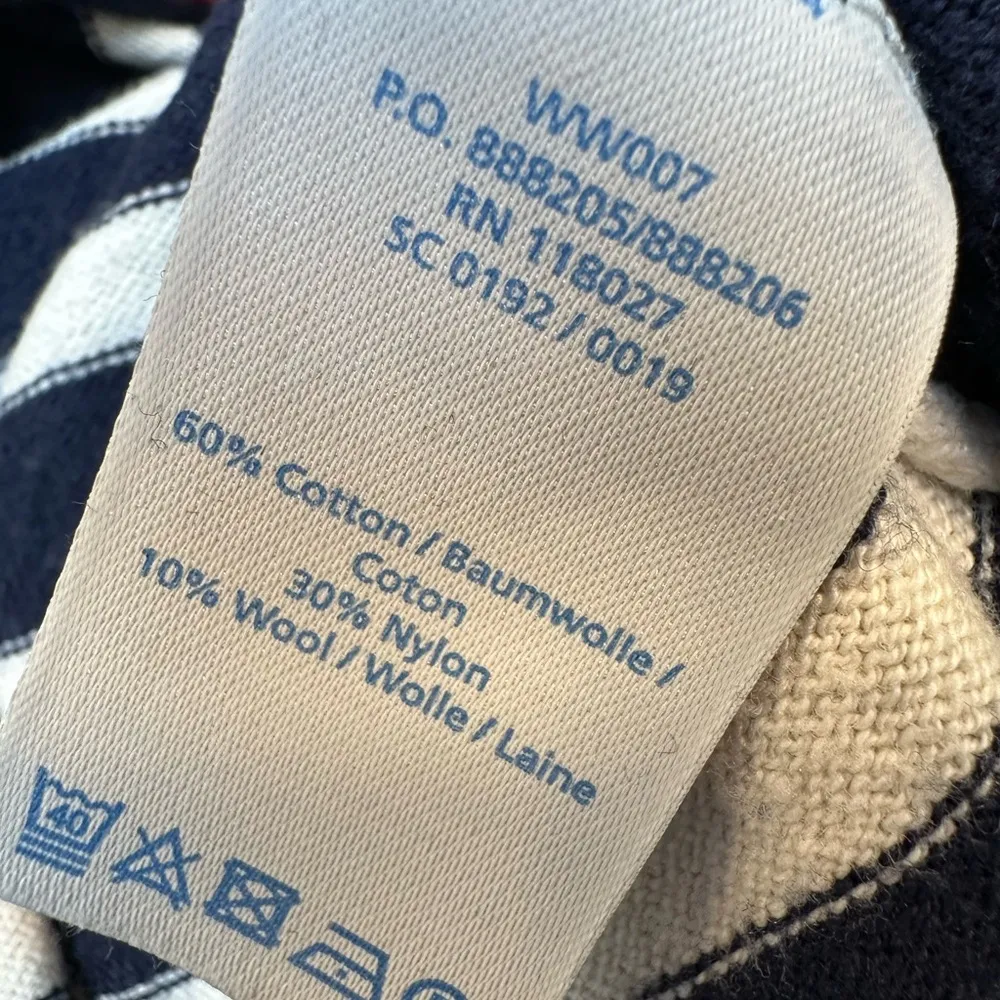 WW007
P.O. 888205/888206
RN 118027
SC 0192 / 0019
60% Cotton / Baumwolle /
Coton
30% Nylon
10% Wool / Wolle / Laine
40